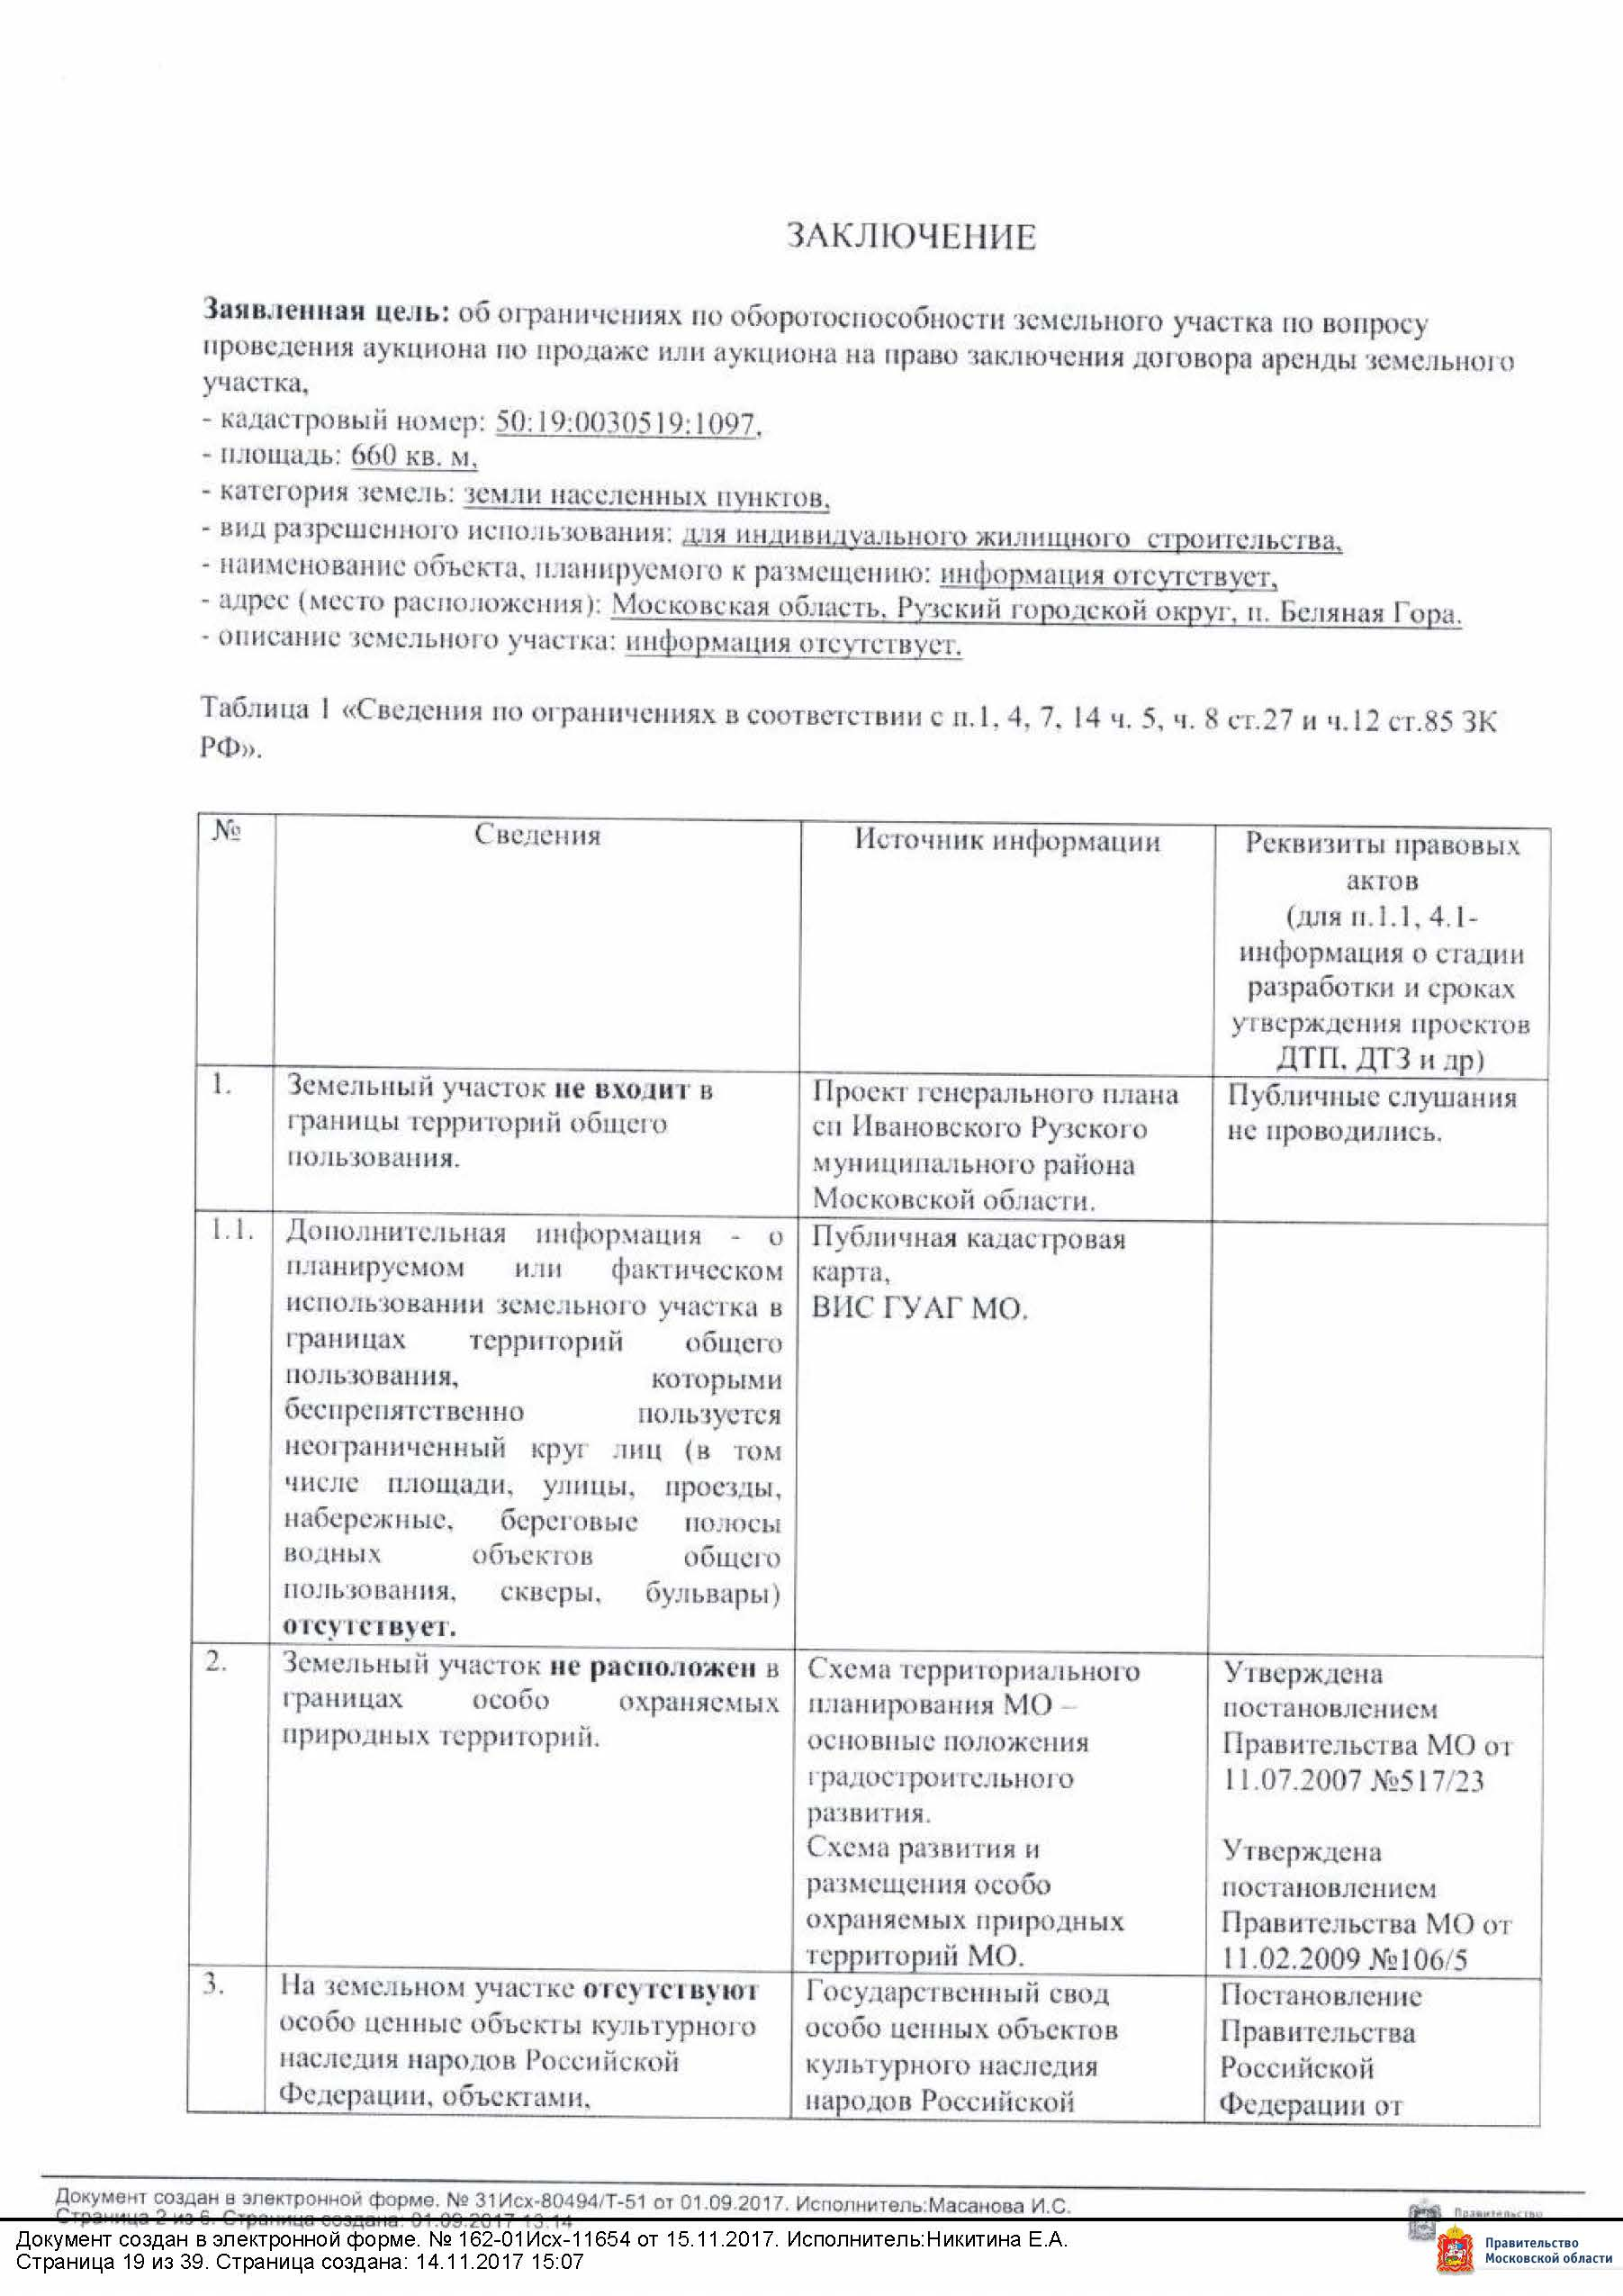 ЗАКЛЮЧЕНИЕ
Заявленная цель: об ограничениях по оборотоспособности земельного участка по вопросу
проведения аукциона по продаже или аукциона на право заключения договора аренды земельного
участка,
- кадастровый номер: 50:19:0030519:1097,
- площадь: 660 кв. м,
- категория земель: земли населенных пунктов,
- вид разрешенного использования: для индивидуального жилищного строительства,
- наименование объекта, планируемого к размещению: информация отсутствует,
- адрес (место расположения): Московская область, Рузский городской округ, п. Беляная Гора.
- описание земельного участка: информация отсутствует.
Таблица 1 «Сведения по ограничениях в соответствии с п.1, 4, 7, 14 ч. 5, ч. 8 ст.27 и ч.12 ст.85 ЗК
РФ».
№
Сведения
Источник информации
Реквизиты правовых
актов
(для п.1.1, 4.1-
информация о стадии
разработки и сроках
утверждения проектов
ДТП, ДТЗ и др)
1.
Земельный участок не входит в
границы территорий общего
пользования.
Проект генерального плана
сп Ивановского Рузского
муниципального района
Московской области.
Публичные слушания
не проводились.
1.1.
Дополнительная информация - о
планируемом или фактическом
использовании земельного участка в
границах территорий общего
пользования, которыми
беспрепятственно пользуется
неограниченный круг лиц (в том
числе площади, улицы, проезды,
набережные, береговые полосы
водных объектов общего
пользования, скверы, бульвары)
отсутствует.
Публичная кадастровая
карта,
ВИС ГУАГ МО.
2.
Земельный участок не расположен в
границах особо охраняемых
природных территорий.
Схема территориального
планирования МО –
основные положения
градостроительного
развития.
Схема развития и
размещения особо
охраняемых природных
территорий МО.
Утверждена
постановлением
Правительства МО от
11.07.2007 №517/23
Утверждена
постановлением
Правительства МО от
11.02.2009 №106/5
3.
На земельном участке отсутствуют
особо ценные объекты культурного
наследия народов Российской
Федерации, объектами,
Государственный свод
особо ценных объектов
культурного наследия
народов Российской
Постановление
Правительства
Российской
Федерации от
Документ создан в электронной форме. № 31Исх-80494/Т-51 от 01.09.2017. Исполнитель:Масанова И.С.
Страница 2 из 6. Страница создана: 01.09.2017 13:14
Правительство
Документ создан в электронной форме. № 162-01Исх-11654 от 15.11.2017. Исполнитель:Никитина Е.А.
Страница 19 из 39. Страница создана: 14.11.2017 15:07
Правительство
Московской области